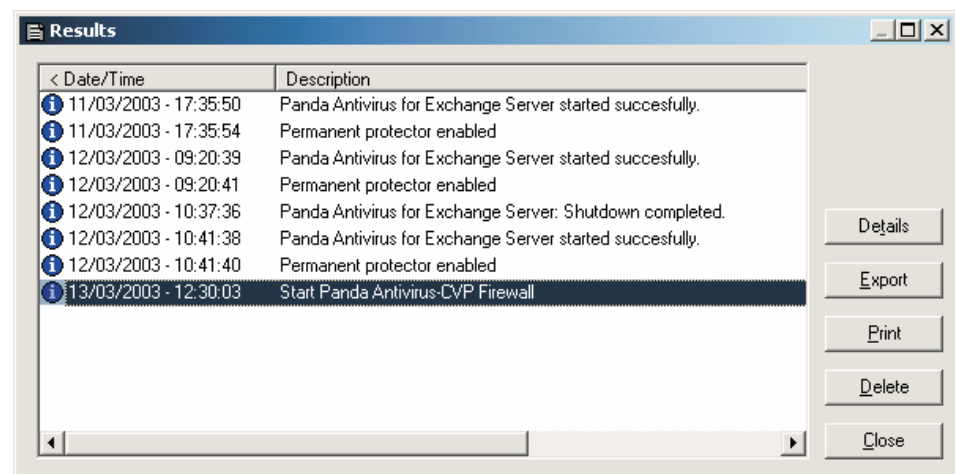 Results
< Date/Time Description
11/03/2003 - 17:35:50 Panda Antivirus for Exchange Server started succesfully.
11/03/2003 - 17:35:54 Permanent protector enabled
12/03/2003 - 09:20:39 Panda Antivirus for Exchange Server started succesfully.
12/03/2003 - 09:20:41 Permanent protector enabled
12/03/2003 - 10:37:36 Panda Antivirus for Exchange Server: Shutdown completed.
12/03/2003 - 10:41:38 Panda Antivirus for Exchange Server started succesfully.
12/03/2003 - 10:41:40 Permanent protector enabled
13/03/2003 - 12:30:03 Start Panda Antivirus-CVP Firewall
Details
Export
Print
Delete
Close